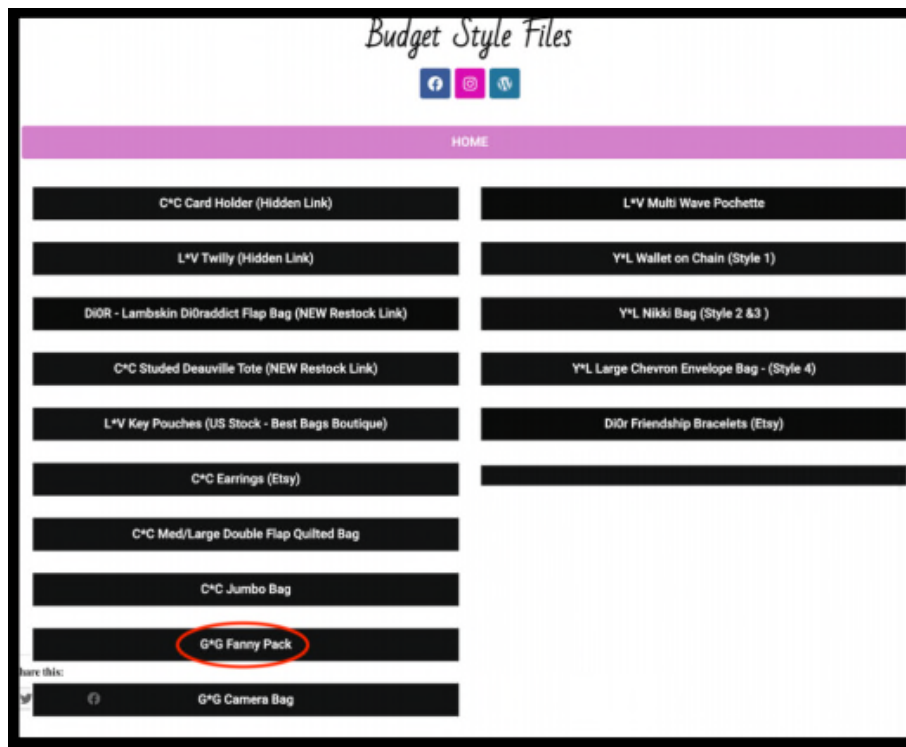 Budget Style Files
HOME
C*C Card Holder (Hidden Link)
L*V Twilly (Hidden Link)
Di0R - Lambskin Di0raddict Flap Bag (NEW Restock Link)
C*C Studed Deauville Tote (NEW Restock Link)
L*V Key Pouches (US Stock - Best Bags Boutique)
C*C Earrings (Etsy)
C*C Med/Large Double Flap Quilted Bag
C*C Jumbo Bag
G*G Fanny Pack
hare this:
G*G Camera Bag
L*V Multi Wave Pochette
Y*L Wallet on Chain (Style 1)
Y*L Nikki Bag (Style 2 &3 )
Y*L Large Chevron Envelope Bag - (Style 4)
Di0r Friendship Bracelets (Etsy)